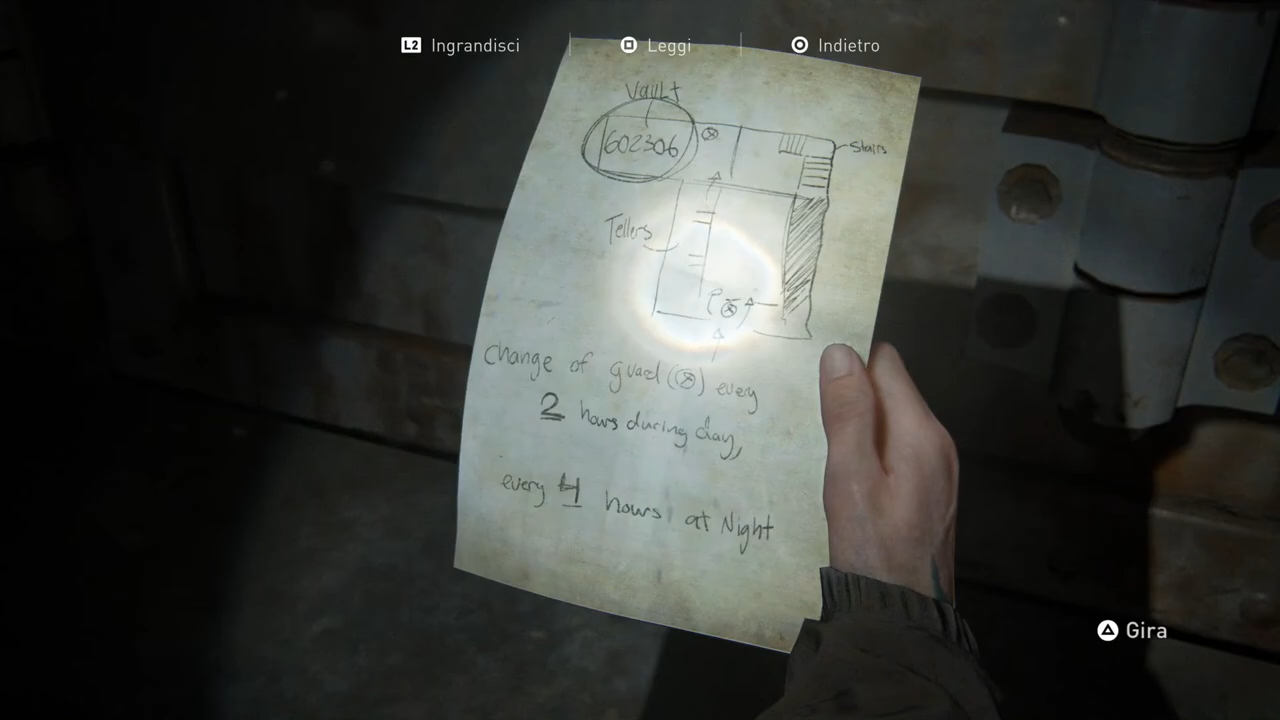 L2 Ingrandisci
Leggi
Indietro
Vault
602306
Stairs
Tellers
Change of guard (⊗) every
2 hours during day,
every 4 hours at Night
Gira